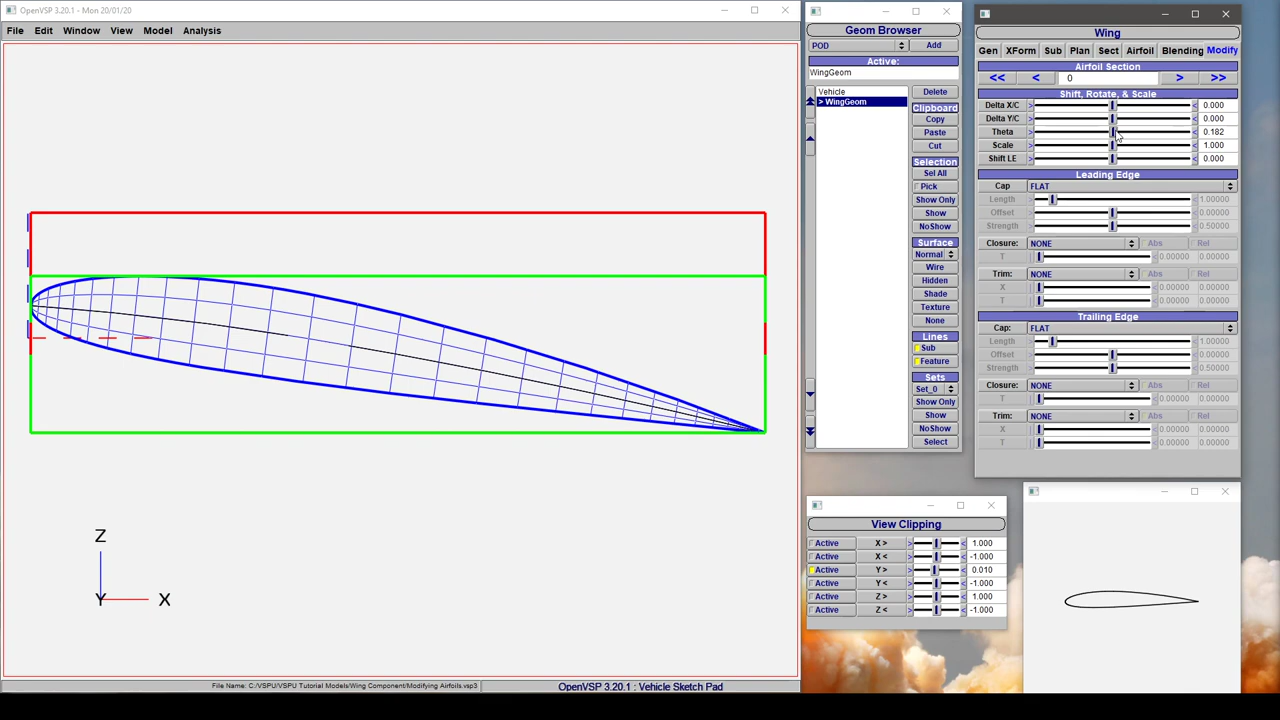 OpenVSP 3.20.1 - Mon 20/01/20
File Edit Window View Model Analysis
Z
Y X
File Name: C:/VSPU/VSPU Tutorial Models/Wing Component/Modifying Airfoils.vsp3
OpenVSP 3.20.1 : Vehicle Sketch Pad
Geom Browser
POD Add
Active:
WingGeom
Vehicle
> WingGeom
Delete
Clipboard
Copy
Paste
Cut
Selection
Sel All
Pick
Show Only
Show
NoShow
Surface
Normal
Wire
Hidden
Shade
Texture
None
Lines
Sub
Feature
Sets
Set_0
Show Only
Show
NoShow
Select
Wing
Gen XForm Sub Plan Sect Airfoil Blending Modify
Airfoil Section
<< < 0 > >>
Shift, Rotate, & Scale
Delta X/C > < 0.000
Delta Y/C > < 0.000
Theta > < 0.182
Scale > < 1.000
Shift LE > < 0.000
Leading Edge
Cap FLAT
Length > < 1.00000
Offset > < 0.00000
Strength > < 0.50000
Closure: NONE Abs Rel
T < 0.00000 0.00000
Trim: NONE Abs Rel
X < 0.00000 0.00000
T < 0.00000 0.00000
Trailing Edge
Cap: FLAT
Length > < 1.00000
Offset > < 0.00000
Strength > < 0.50000
Closure: NONE Abs Rel
T < 0.00000 0.00000
Trim: NONE Abs Rel
X < 0.00000 0.00000
T < 0.00000 0.00000
View Clipping
Active X > > < 1.000
Active X < > < -1.000
Active Y > > < 0.010
Active Y < > < -1.000
Active Z > > < 1.000
Active Z < > < -1.000